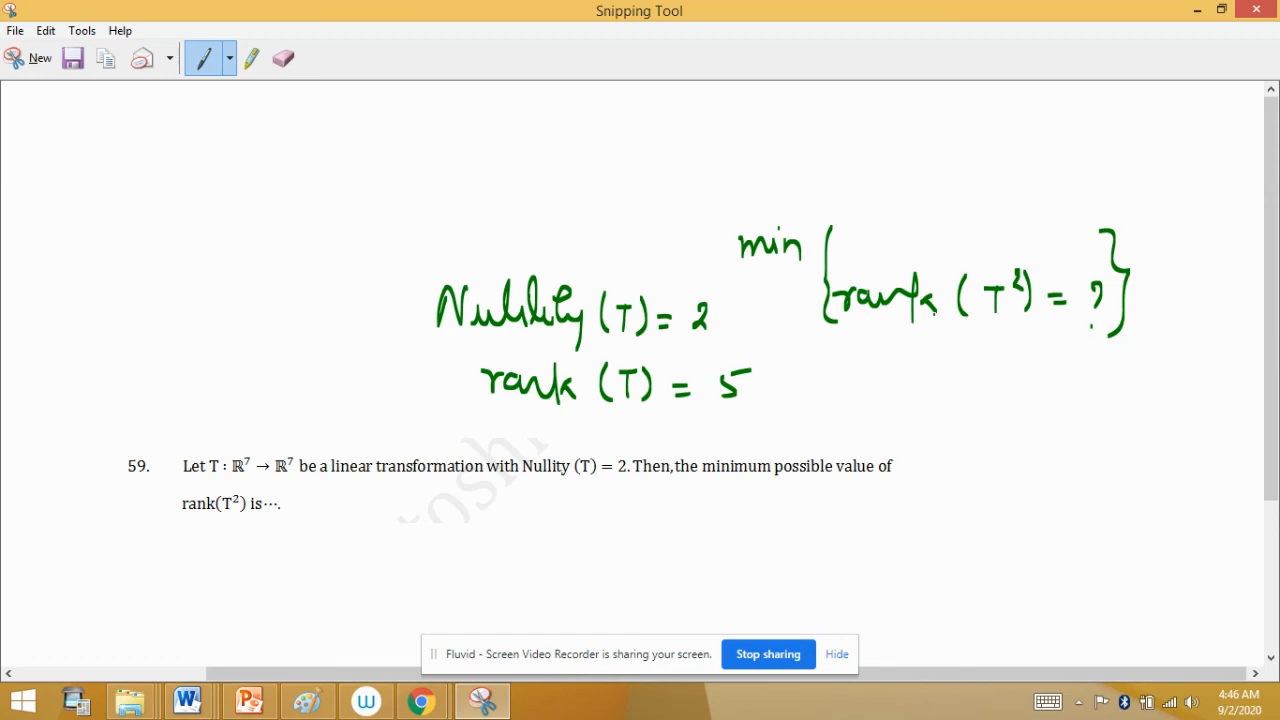 Snipping Tool
File Edit Tools Help
New
min { rank (T²) = ? }
Nullity (T) = 2
rank (T) = 5
59. Let T : ℝ⁷ → ℝ⁷ be a linear transformation with Nullity (T) = 2. Then, the minimum possible value of
rank(T²) is⋯.
Fluvid - Screen Video Recorder is sharing your screen. Stop sharing Hide
4:46 AM
9/2/2020